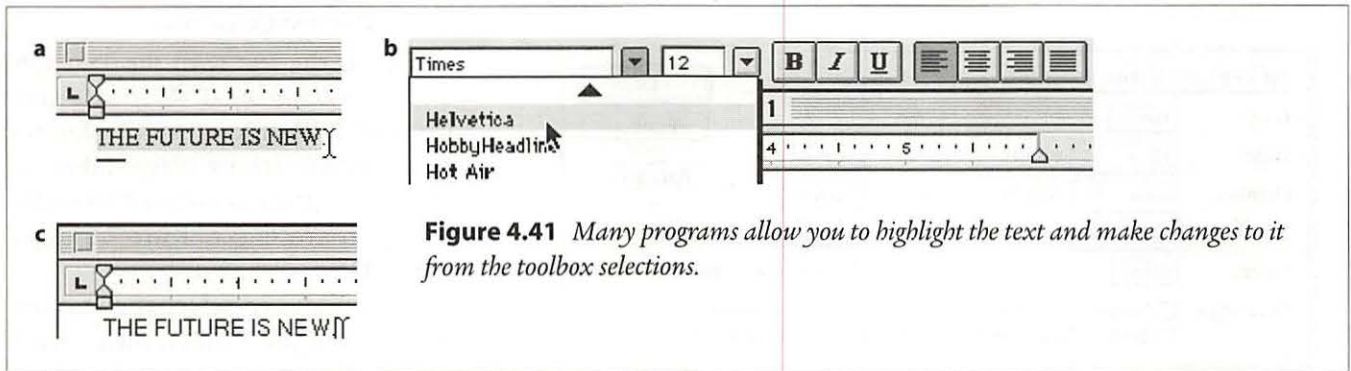 a
L
THE FUTURE IS NEW.
b
Times
12
B I U
Helvetica
HobbyHeadline
Hot Air
1
4 5
c
L
THE FUTURE IS NEW.
Figure 4.41 Many programs allow you to highlight the text and make changes to it
from the toolbox selections.